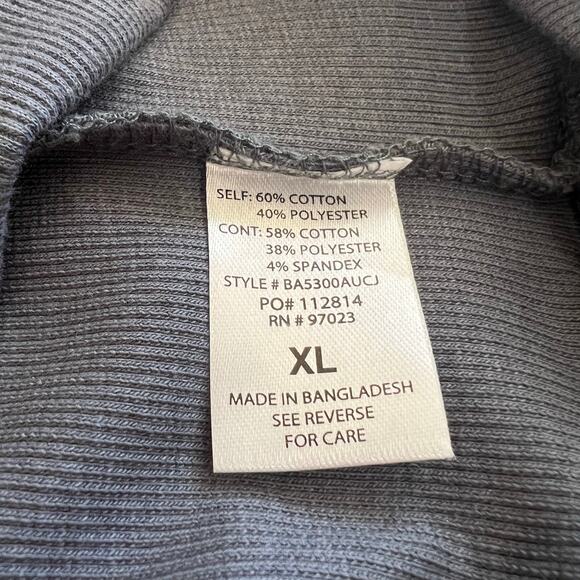 SELF: 60% COTTON
40% POLYESTER
CONT: 58% COTTON
38% POLYESTER
4% SPANDEX
STYLE # BA5300AUCJ
PO# 112814
RN # 97023
XL
MADE IN BANGLADESH
SEE REVERSE
FOR CARE